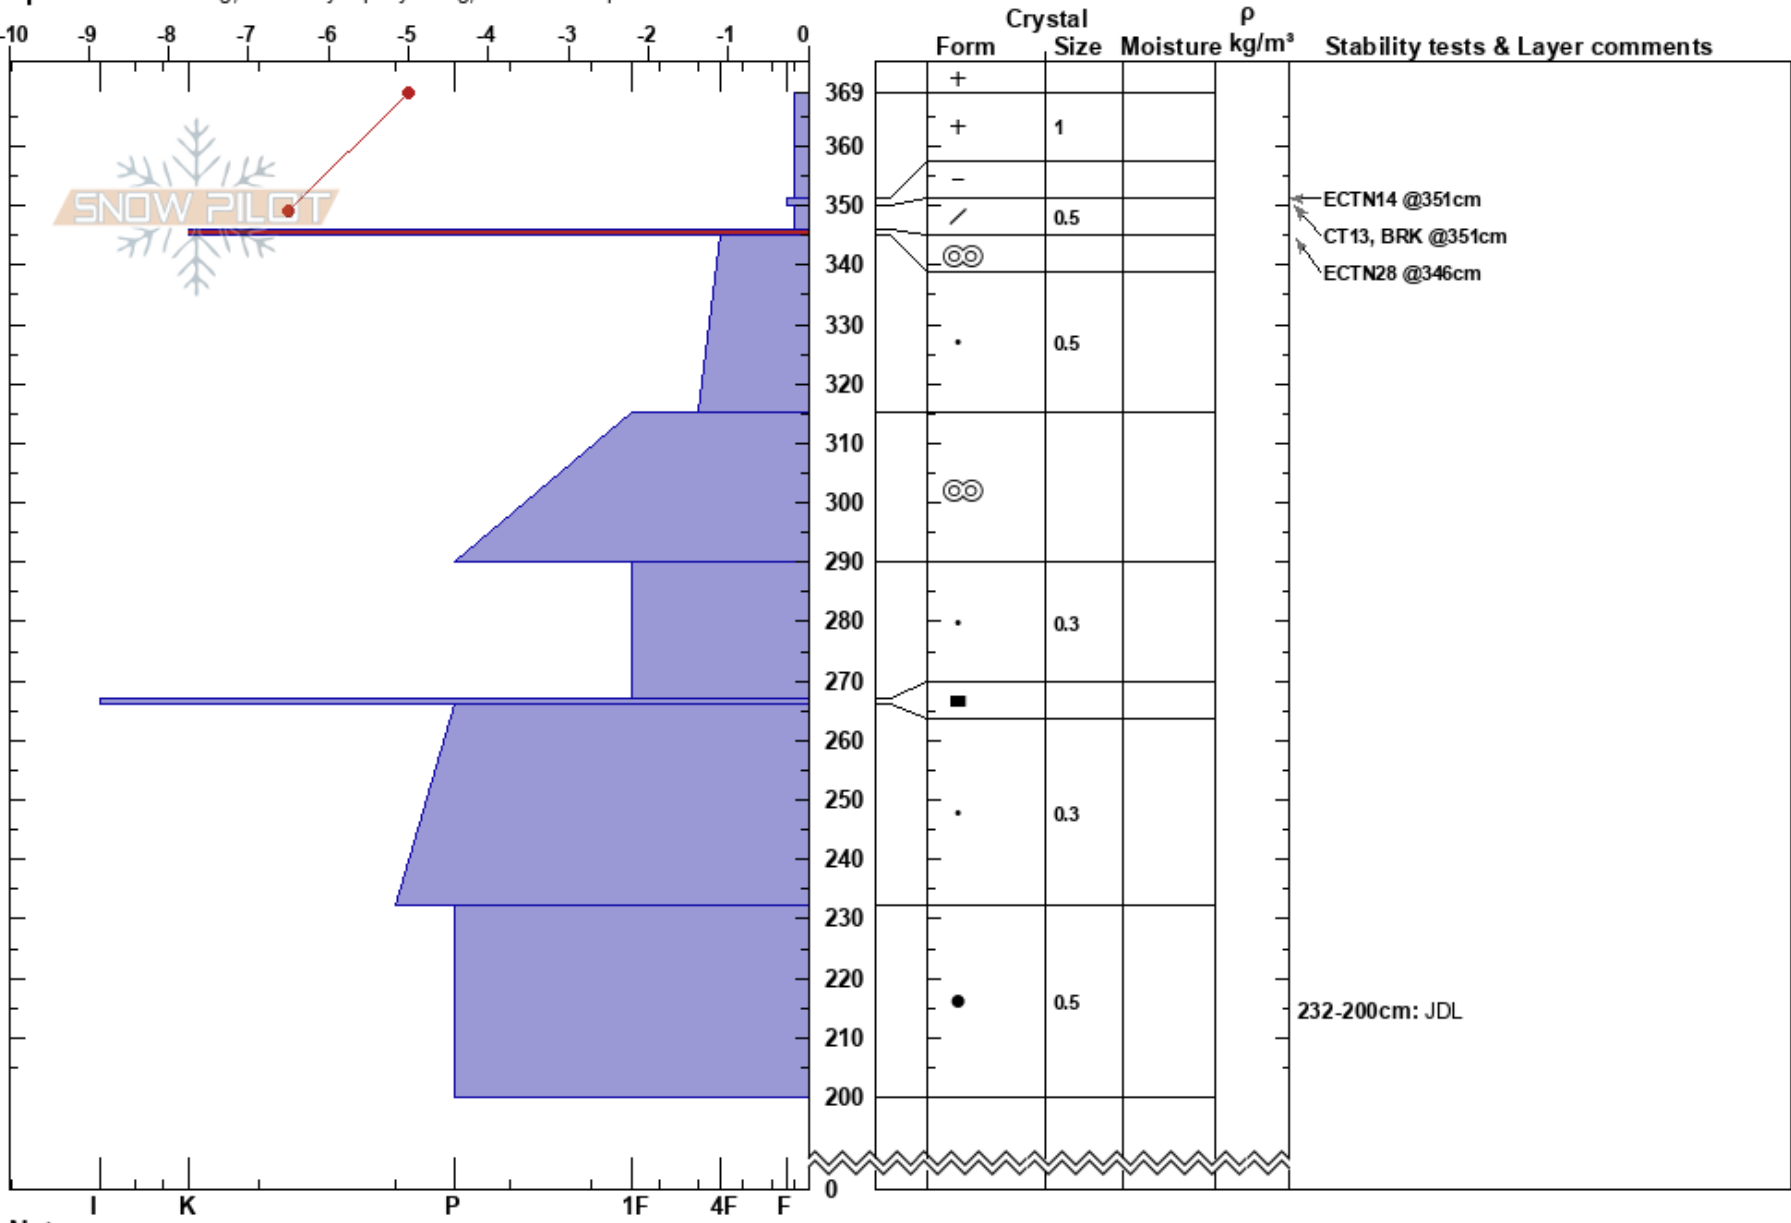 -10 -9 -8 -7 -6 -5 -4 -3 -2 -1 0
Crystal ρ
Form Size Moisture kg/m³ Stability tests & Layer comments
369 +
+ 1
360
SNOW PILOT
350
ECTN14 @351cm
0.5
CT13, BRK @351cm
340
ECTN28 @346cm
330
0.5
320
310
300
290
280
0.3
270
260
250
0.3
240
230
220
0.5
232-200cm: JDL
210
200
0
I K P 1F 4F F